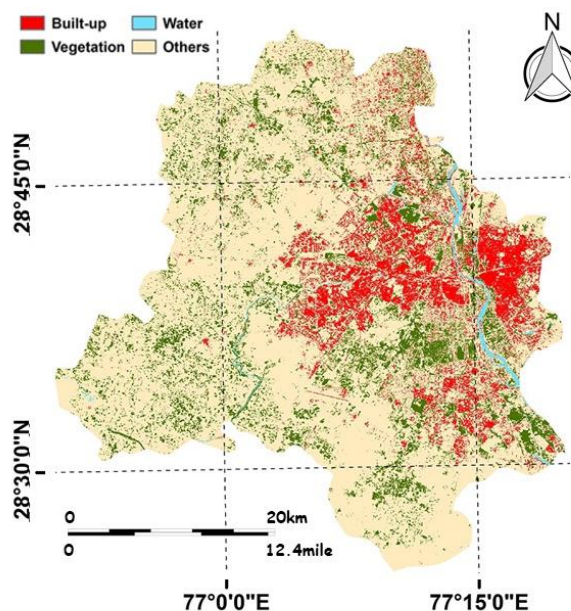 Built-up Water
Vegetation Others
N
28°45'0"N
28°30'0"N
0 20km
0 12.4mile
77°0'0"E 77°15'0"E